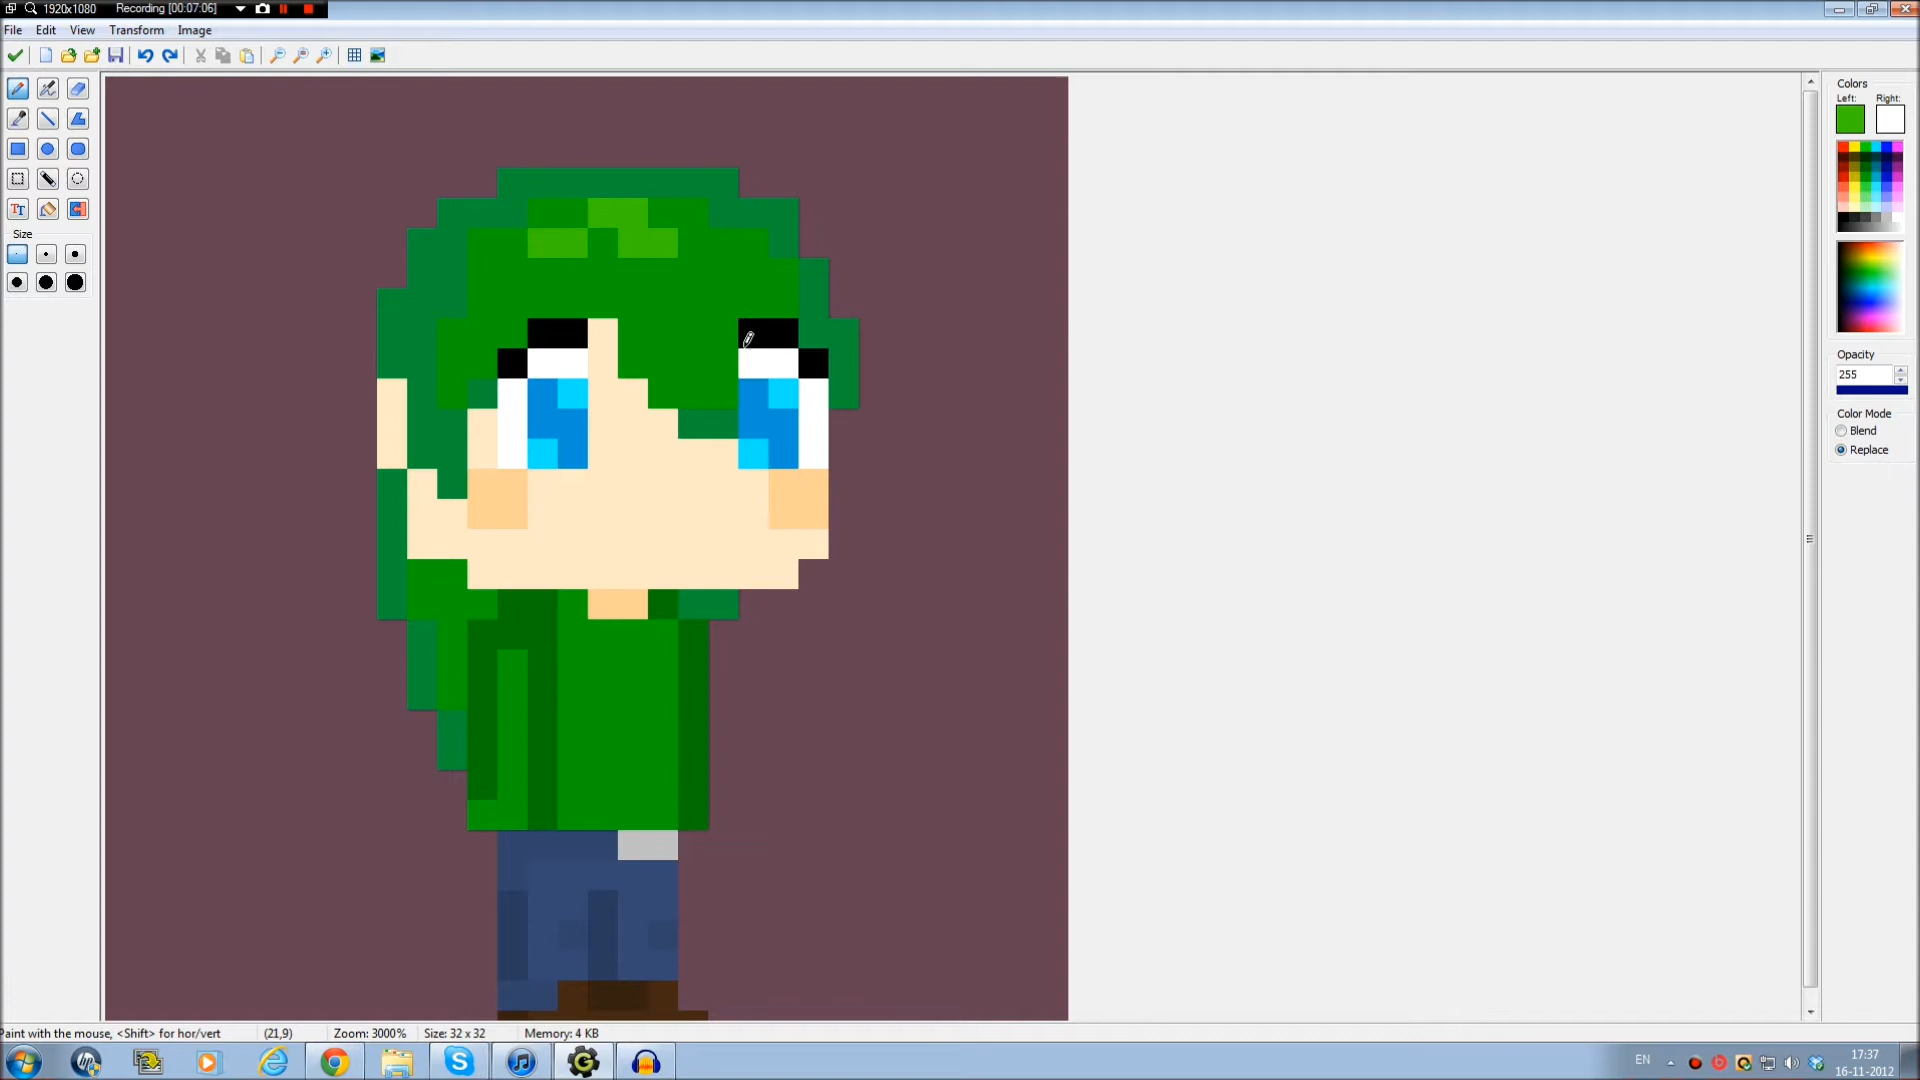 1920x1080 Recording [00:07:06]
File Edit View Transform Image
Colors
Left: Right:
TT
Size
Opacity
255
Color Mode
Blend
Replace
Paint with the mouse, <Shift> for hor/vert (21,9) Zoom: 3000% Size: 32 x 32 Memory: 4 KB
EN
17:37
16-11-2012